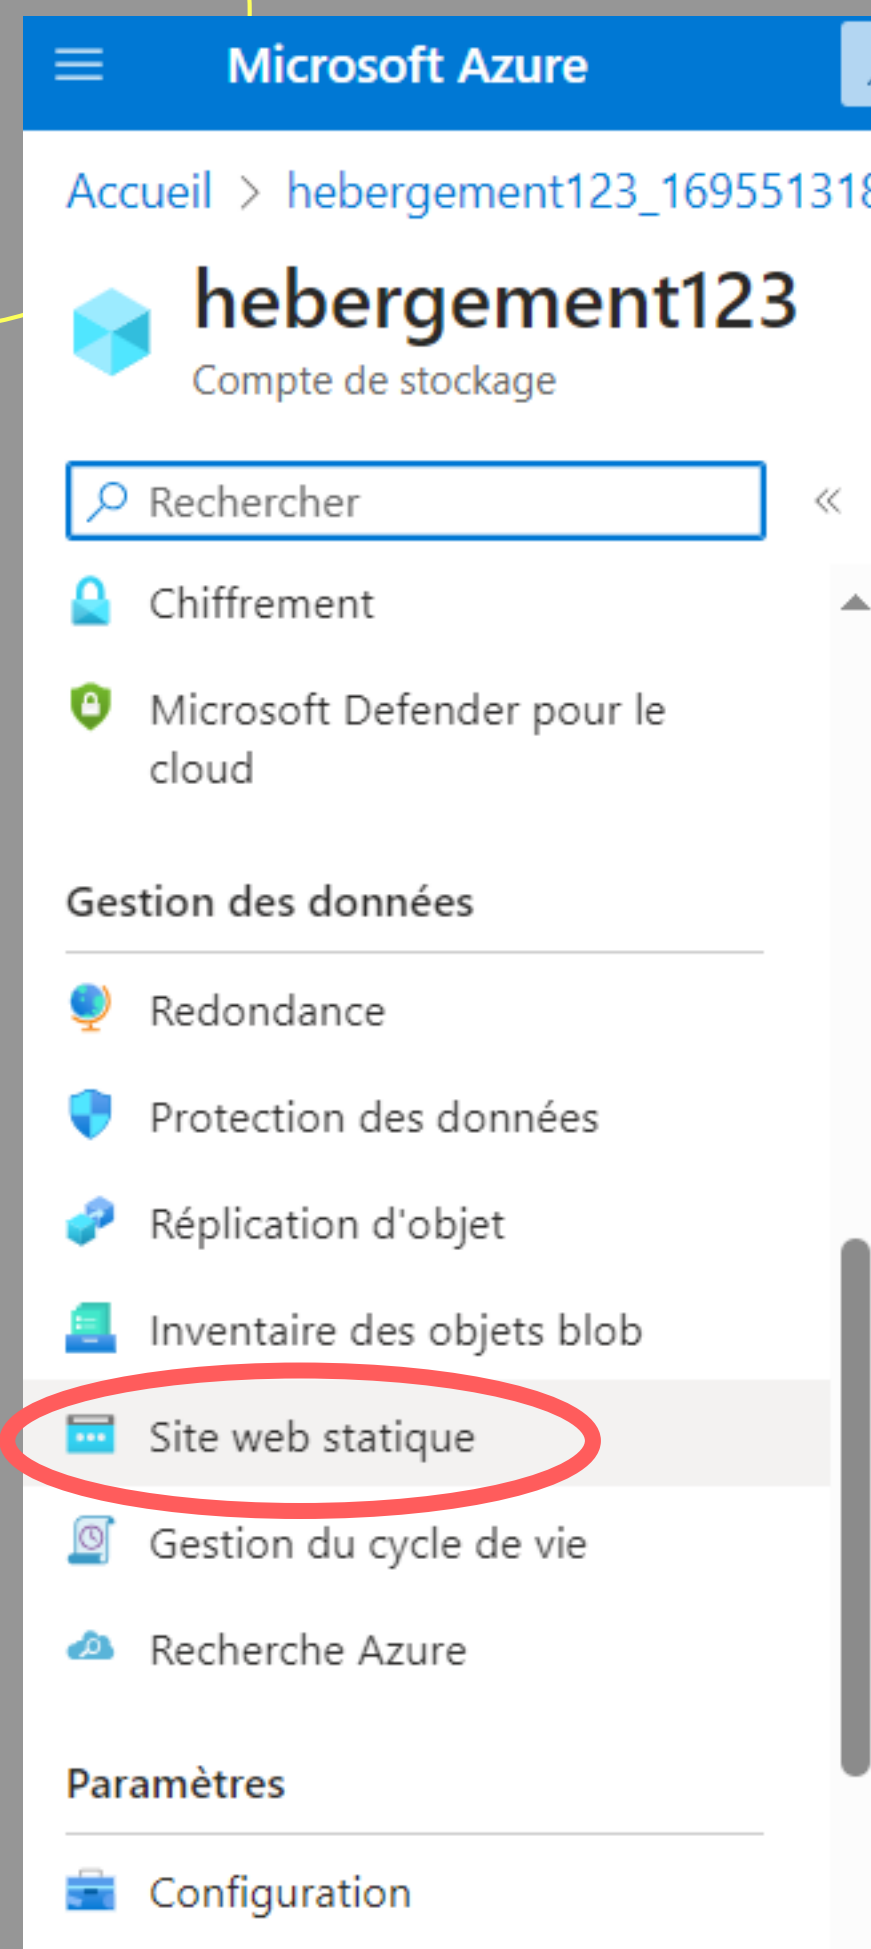 Microsoft Azure
Accueil > hebergement123_169551318
hebergement123
Compte de stockage
Rechercher
Chiffrement
Microsoft Defender pour le
cloud
Gestion des données
Redondance
Protection des données
Réplication d'objet
Inventaire des objets blob
Site web statique
Gestion du cycle de vie
Recherche Azure
Paramètres
Configuration